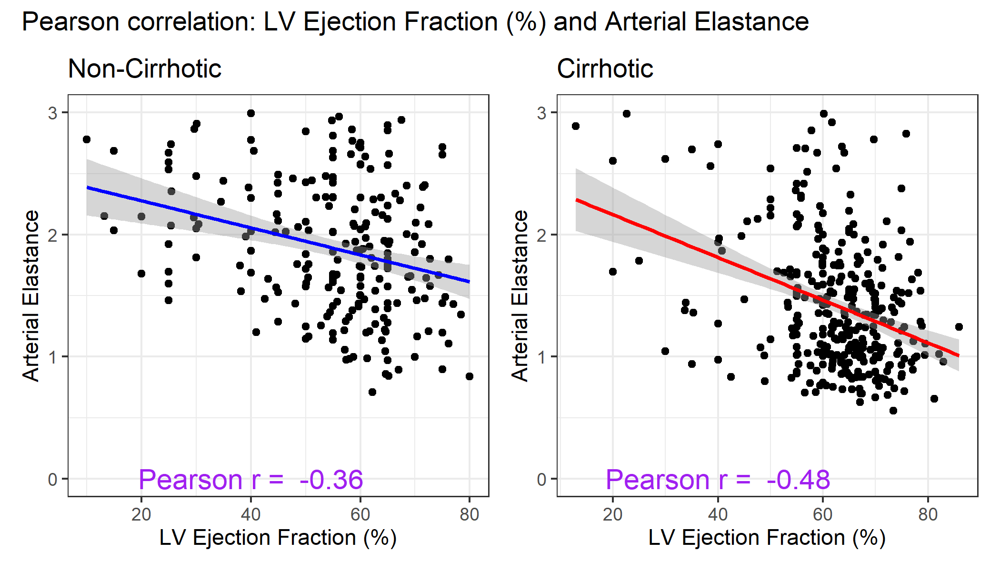 Pearson correlation: LV Ejection Fraction (%) and Arterial Elastance
Non-Cirrhotic
Arterial Elastance
3
2
1
0
Pearson r = -0.36
20 40 60 80
LV Ejection Fraction (%)
Cirrhotic
Arterial Elastance
3
2
1
0
Pearson r = -0.48
20 40 60 80
LV Ejection Fraction (%)